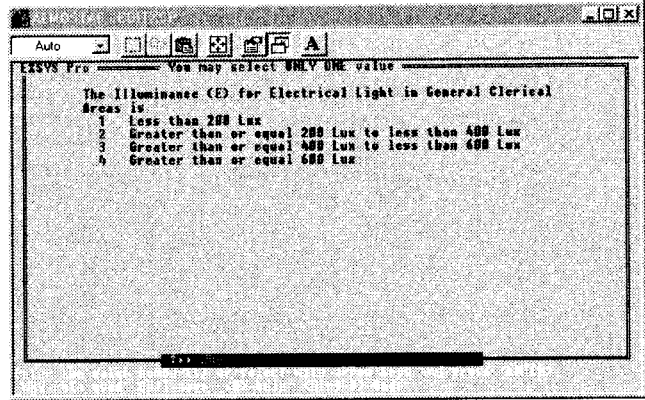 Auto
A
EXSYS Pro You may select ONLY ONE value
The Illuminance (E) for Electrical Light in General Clerical
Areas is
1 Less than 200 Lux
2 Greater than or equal 200 Lux to less than 400 Lux
3 Greater than or equal 400 Lux to less than 600 Lux
4 Greater than or equal 600 Lux